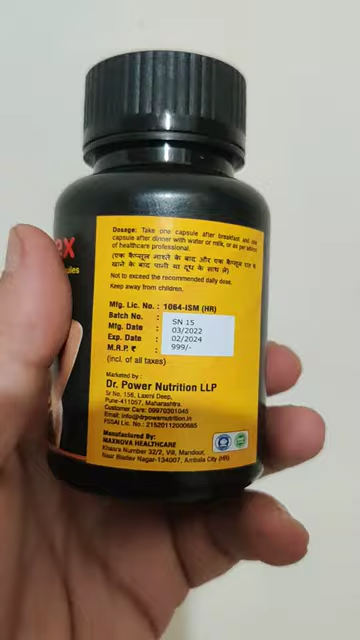 ex
Dosage: Take one capsule after breakfast and one
capsule after dinner with water or milk, or as per advice
of healthcare professional.
(एक कैप्सूल नाश्ते के बाद और एक कैप्सूल रात के
खाने के बाद पानी या दूध के साथ ले)
Not to exceed the recommended daily dose.
Keep away from children.
Mfg. Lic. No. : 1064-ISM (HR)
Batch No. : SN 15
Mfg. Date : 03/2022
Exp. Date : 02/2024
M.R.P. ₹ : 999/-
(incl. of all taxes)
Marketed by :
Dr. Power Nutrition LLP
Sr No. 156, Laxmi Deep,
Pune-411057, Maharashtra.
Customer Care: 09970301045
Email: info@drpowernutrition.in
FSSAI Lic. No.: 21520112000685
Manufactured By:
MAXNOVA HEALTHCARE
Khasra Number 32/2, Vill, Mandour,
Near Baldev Nagar-134007, Ambala City (HR)